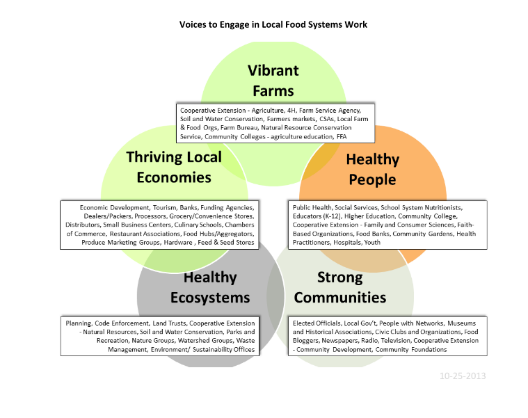 Voices to Engage in Local Food Systems Work
Vibrant
Farms
Cooperative Extension - Agriculture, 4H, Farm Service Agency,
Soil and Water Conservation, Farmers markets, CSAs, Local Farm
& Food Orgs, Farm Bureau, Natural Resource Conservation
Service, Community Colleges - agriculture education, FFA
Thriving Local
Economies
Economic Development, Tourism, Banks, Funding Agencies,
Dealers/Packers, Processors, Grocery/Convenience Stores,
Distributors, Small Business Centers, Culinary Schools, Chambers
of Commerce, Restaurant Associations, Food Hubs/Aggregators,
Produce Marketing Groups, Hardware , Feed & Seed Stores
Healthy
People
Public Health, Social Services, School System Nutritionists,
Educators (K-12), Higher Education, Community College,
Cooperative Extension - Family and Consumer Sciences, Faith-
Based Organizations, Food Banks, Community Gardens, Health
Practitioners, Hospitals, Youth
Healthy
Ecosystems
Planning, Code Enforcement, Land Trusts, Cooperative Extension
- Natural Resources, Soil and Water Conservation, Parks and
Recreation, Nature Groups, Watershed Groups, Waste
Management, Environment/ Sustainability Offices
Strong
Communities
Elected Officials, Local Gov't, People with Networks, Museums
and Historical Associations, Civic Clubs and Organizations, Food
Bloggers, Newspapers, Radio, Television, Cooperative Extension
- Community Development, Community Foundations
10-25-2013